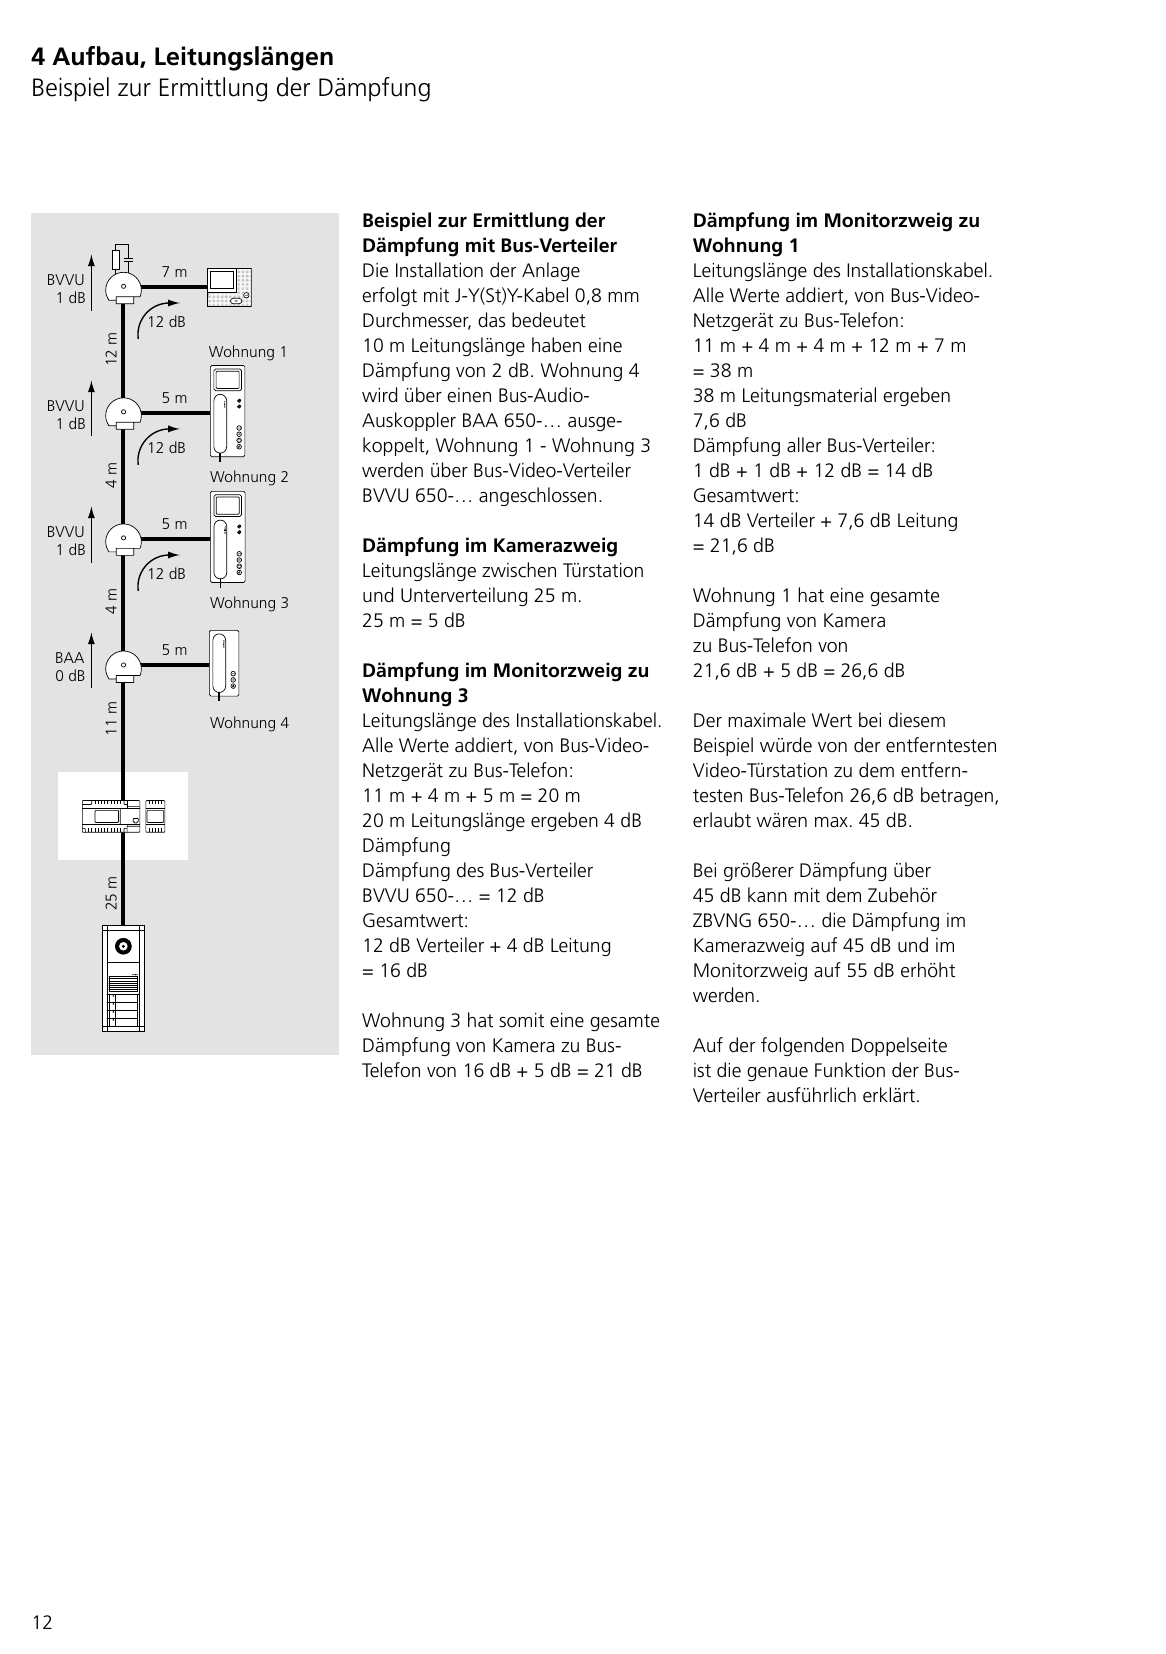 4 Aufbau, Leitungslängen
Beispiel zur Ermittlung der Dämpfung
BVVU
1 dB
7 m
12 dB
12 m
Wohnung 1
BVVU
1 dB
5 m
12 dB
4 m
Wohnung 2
BVVU
1 dB
5 m
12 dB
4 m
Wohnung 3
BAA
0 dB
5 m
11 m
Wohnung 4
25 m
Beispiel zur Ermittlung der
Dämpfung mit Bus-Verteiler
Die Installation der Anlage
erfolgt mit J-Y(St)Y-Kabel 0,8 mm
Durchmesser, das bedeutet
10 m Leitungslänge haben eine
Dämpfung von 2 dB. Wohnung 4
wird über einen Bus-Audio-
Auskoppler BAA 650-… ausge-
koppelt, Wohnung 1 - Wohnung 3
werden über Bus-Video-Verteiler
BVVU 650-… angeschlossen.
Dämpfung im Kamerazweig
Leitungslänge zwischen Türstation
und Unterverteilung 25 m.
25 m = 5 dB
Dämpfung im Monitorzweig zu
Wohnung 3
Leitungslänge des Installationskabel.
Alle Werte addiert, von Bus-Video-
Netzgerät zu Bus-Telefon:
11 m + 4 m + 5 m = 20 m
20 m Leitungslänge ergeben 4 dB
Dämpfung
Dämpfung des Bus-Verteiler
BVVU 650-… = 12 dB
Gesamtwert:
12 dB Verteiler + 4 dB Leitung
= 16 dB
Wohnung 3 hat somit eine gesamte
Dämpfung von Kamera zu Bus-
Telefon von 16 dB + 5 dB = 21 dB
Dämpfung im Monitorzweig zu
Wohnung 1
Leitungslänge des Installationskabel.
Alle Werte addiert, von Bus-Video-
Netzgerät zu Bus-Telefon:
11 m + 4 m + 4 m + 12 m + 7 m
= 38 m
38 m Leitungsmaterial ergeben
7,6 dB
Dämpfung aller Bus-Verteiler:
1 dB + 1 dB + 12 dB = 14 dB
Gesamtwert:
14 dB Verteiler + 7,6 dB Leitung
= 21,6 dB
Wohnung 1 hat eine gesamte
Dämpfung von Kamera
zu Bus-Telefon von
21,6 dB + 5 dB = 26,6 dB
Der maximale Wert bei diesem
Beispiel würde von der entferntesten
Video-Türstation zu dem entfern-
testen Bus-Telefon 26,6 dB betragen,
erlaubt wären max. 45 dB.
Bei größerer Dämpfung über
45 dB kann mit dem Zubehör
ZBVNG 650-… die Dämpfung im
Kamerazweig auf 45 dB und im
Monitorzweig auf 55 dB erhöht
werden.
Auf der folgenden Doppelseite
ist die genaue Funktion der Bus-
Verteiler ausführlich erklärt.
12